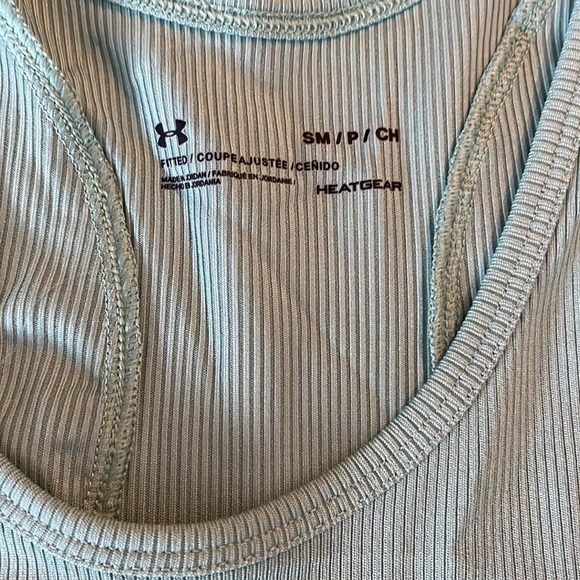 SM / P / CH
FITTED / COUPE AJUSTÉE / CEÑIDO
MADE IN JORDAN / FABRIQUÉ EN JORDANIE /
HECHO EN JORDANIA
HEATGEAR